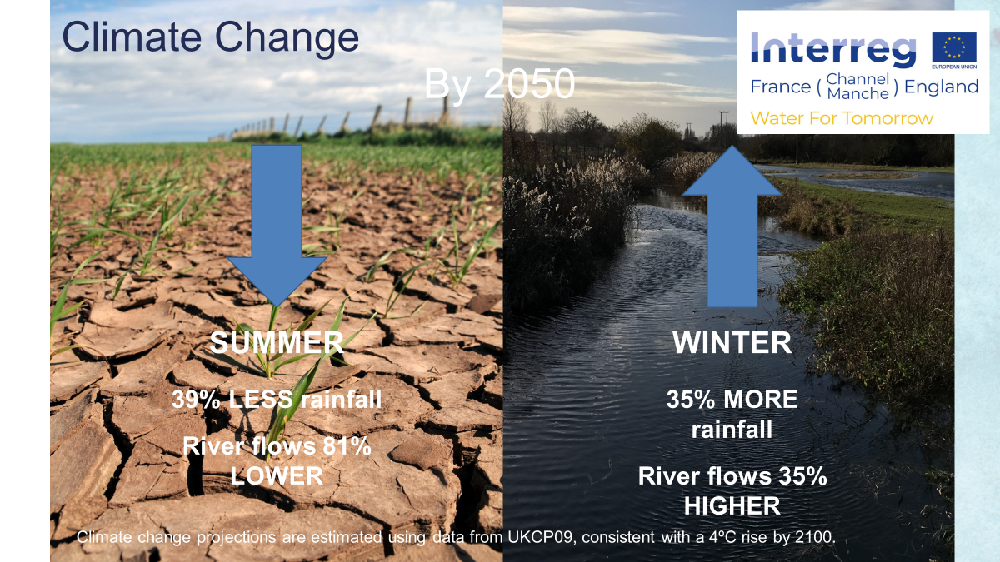 Climate Change
By 2050
Interreg
EUROPEAN UNION
France ( Channel Manche ) England
Water For Tomorrow
SUMMER
39% LESS rainfall
River flows 81%
LOWER
WINTER
35% MORE
rainfall
River flows 35%
HIGHER
Climate change projections are estimated using data from UKCP09, consistent with a 4ºC rise by 2100.